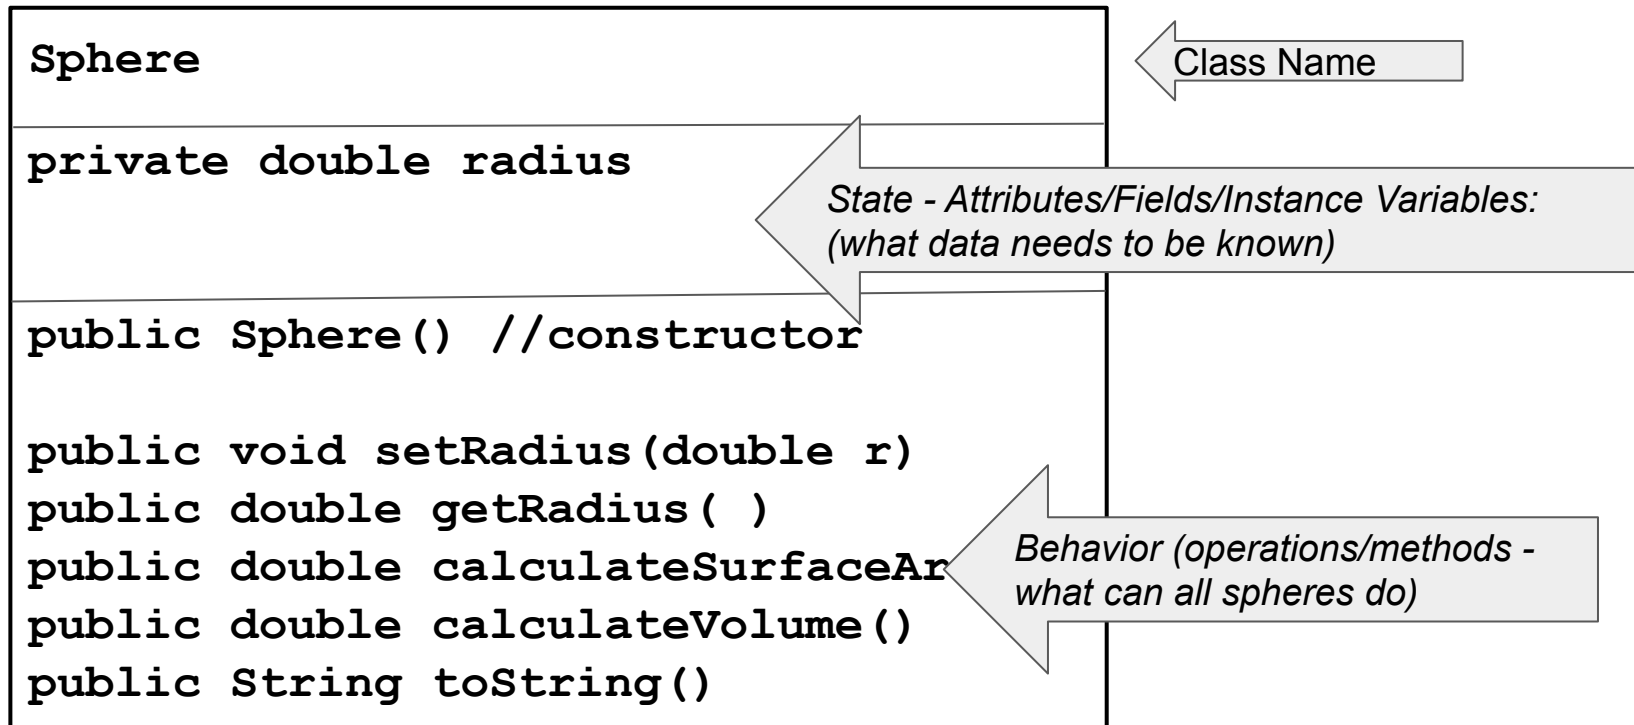 Sphere
Class Name
private double radius
State - Attributes/Fields/Instance Variables:
(what data needs to be known)
public Sphere() //constructor
public void setRadius(double r)
public double getRadius( )
public double calculateSurfaceAr
Behavior (operations/methods -
what can all spheres do)
public double calculateVolume()
public String toString()